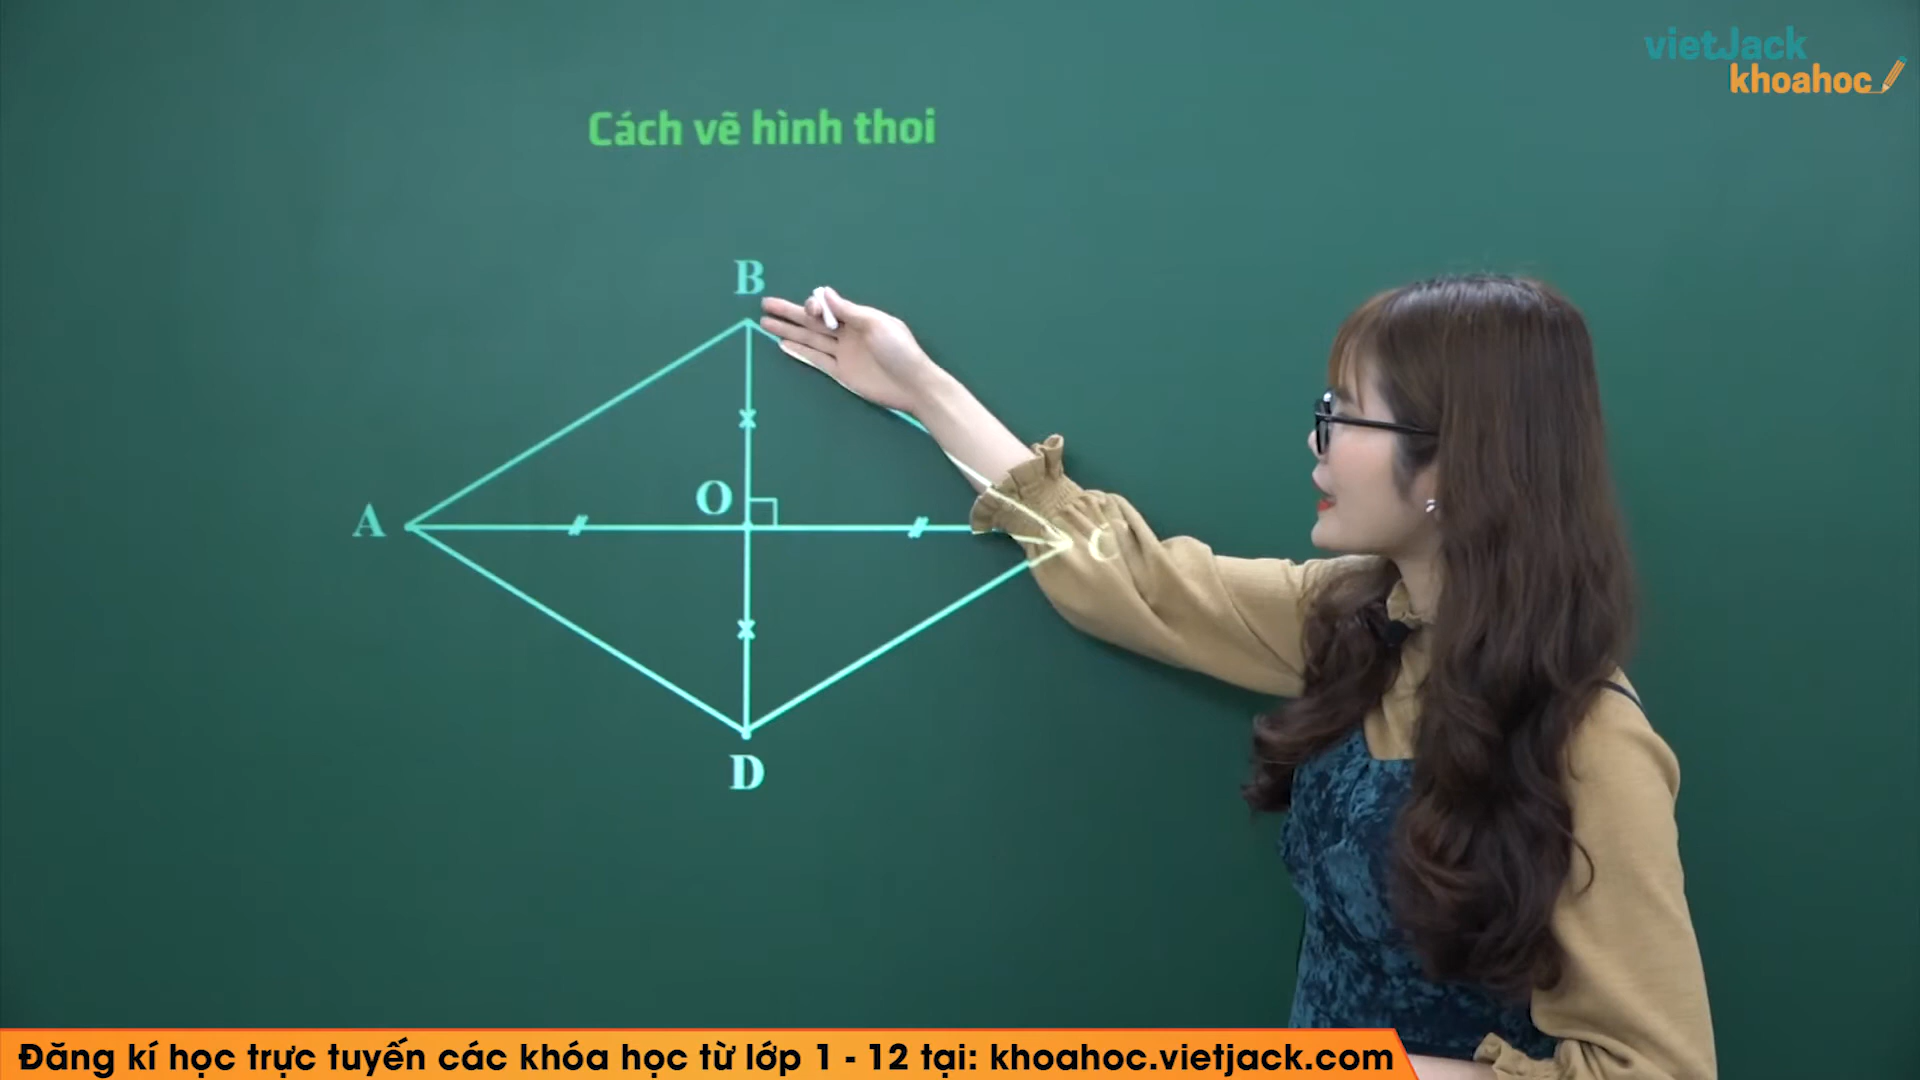 vietJack
khoahoc
Cách vẽ hình thoi
B
O
A
C
D
Đăng kí học trực tuyến các khóa học từ lớp 1 - 12 tại: khoahoc.vietjack.com